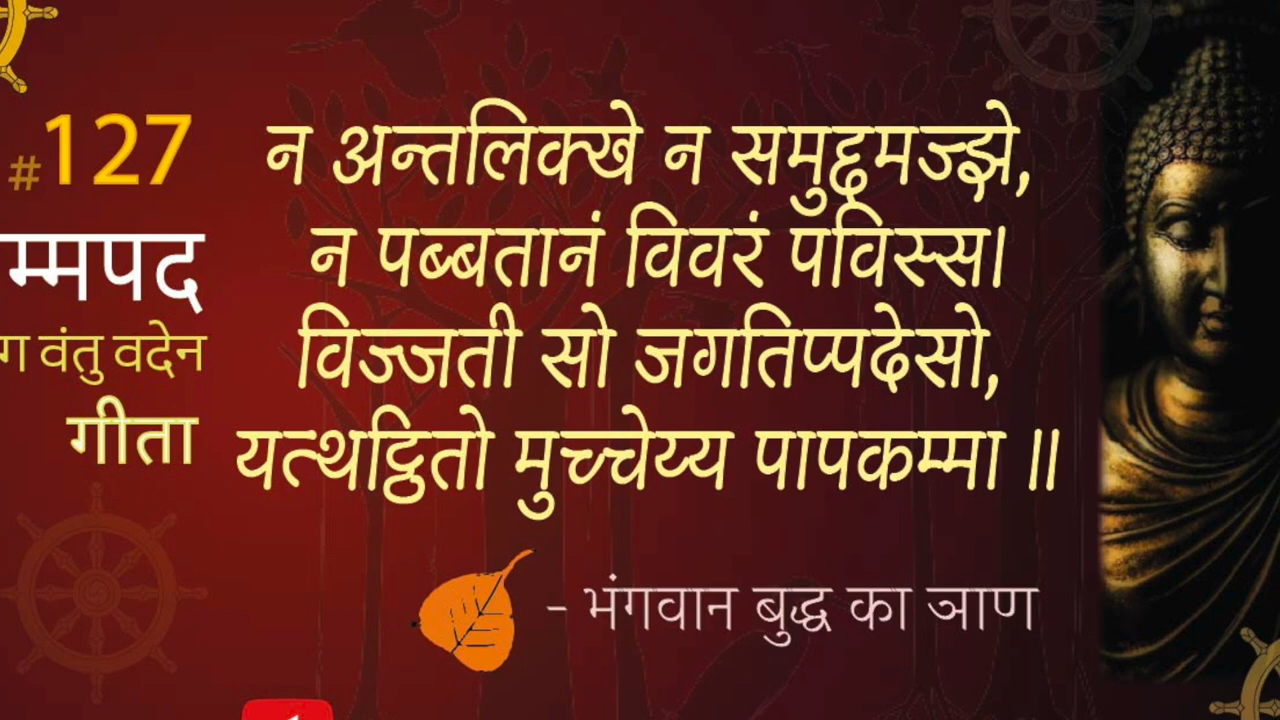 #127
म्मपद
ग वंतु वदेन
गीता
न अन्तलिक्खे न समुद्दमज्झे,
न पब्बतानं विवरं पविस्स।
विज्जती सो जगतिप्पदेसो,
यत्थट्ठितो मुच्चेय्य पापकम्मा ॥
- भंगवान बुद्ध का ञाण